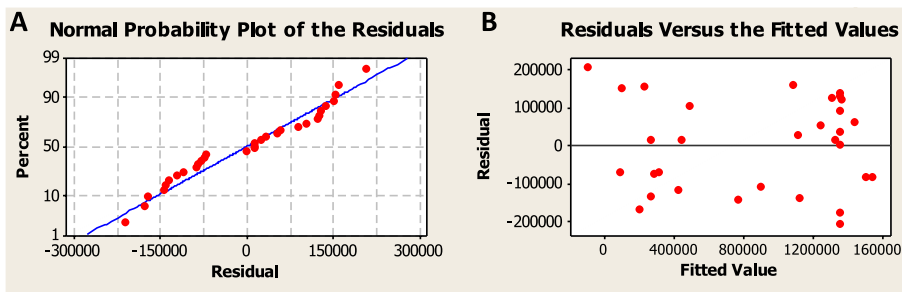 A
Normal Probability Plot of the Residuals
Percent
99
90
50
10
1
-300000 -150000 0 150000 300000
Residual
B
Residuals Versus the Fitted Values
Residual
200000
100000
0
-100000
-200000
0 400000 800000 1200000 1600000
Fitted Value